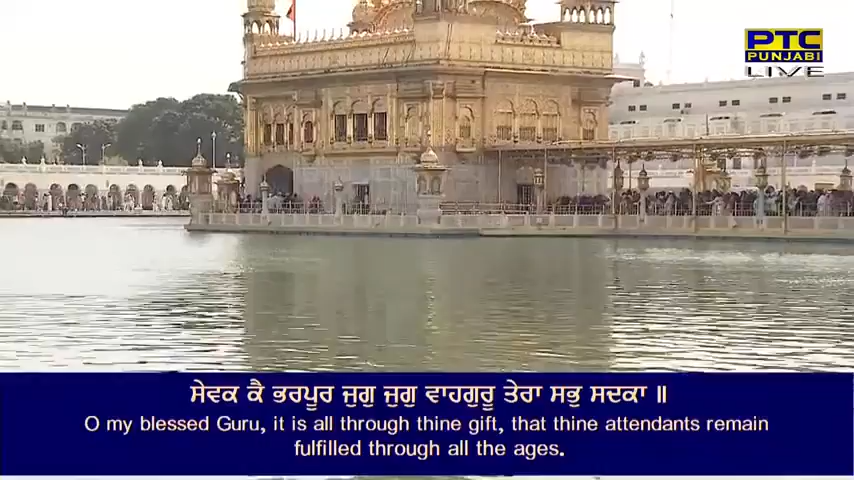 PTC
PUNJABI
LIVE
ਸੇਵਕ ਕੈ ਭਰਪੂਰ ਜੁਗੁ ਜੁਗੁ ਵਾਹਗੁਰੂ ਤੇਰਾ ਸਭੁ ਸਦਕਾ ॥
O my blessed Guru, it is all through thine gift, that thine attendants remain
fulfilled through all the ages.